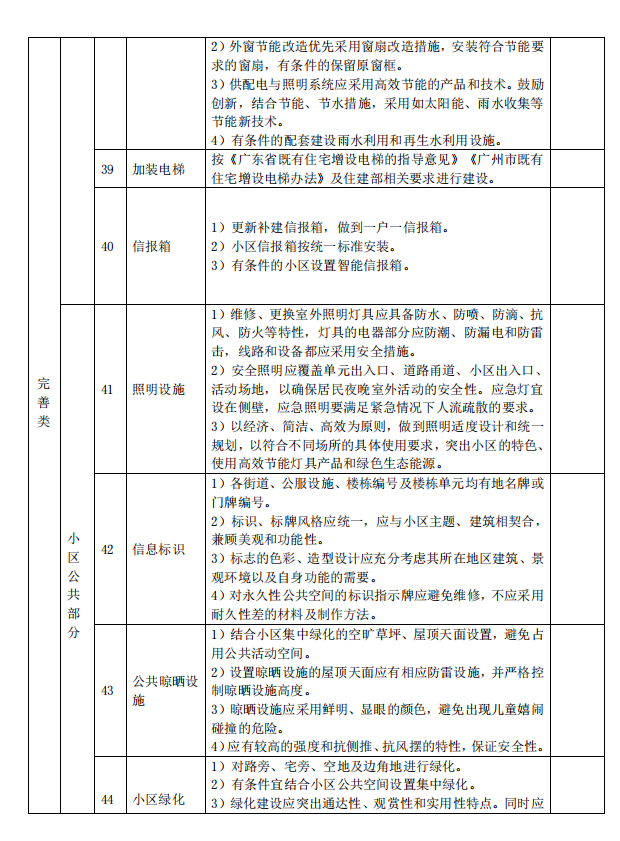 2）外窗节能改造优先采用窗扇改造措施，安装符合节能要
求的窗扇，有条件的保留原窗框。
3）供配电与照明系统应采用高效节能的产品和技术。鼓励
创新，结合节能、节水措施，采用如太阳能、雨水收集等
节能新技术。
4）有条件的配套建设雨水利用和再生水利用设施。
39 加装电梯
按《广东省既有住宅增设电梯的指导意见》《广州市既有
住宅增设电梯办法》及住建部相关要求进行建设。
40 信报箱
1）更新补建信报箱，做到一户一信报箱。
2）小区信报箱按统一标准安装。
3）有条件的小区设置智能信报箱。
完善类
小区公共部分
41 照明设施
1）维修、更换室外照明灯具应具备防水、防喷、防滴、抗
风、防火等特性，灯具的电器部分应防潮、防漏电和防雷
击，线路和设备都应采用安全措施。
2）安全照明应覆盖单元出入口、道路甬道、小区出入口、
活动场地，以确保居民夜晚室外活动的安全性。应急灯宜
设在侧壁，应急照明要满足紧急情况下人流疏散的要求。
3）以经济、简洁、高效为原则，做到照明适度设计和统一
规划，以符合不同场所的具体使用要求，突出小区的特色、
使用高效节能灯具产品和绿色生态能源。
42 信息标识
1）各街道、公服设施、楼栋编号及楼栋单元均有地名牌或
门牌编号。
2）标识、标牌风格应统一，应与小区主题、建筑相契合，
兼顾美观和功能性。
3）标志的色彩、造型设计应充分考虑其所在地区建筑、景
观环境以及自身功能的需要。
4）对永久性公共空间的标识指示牌应避免维修，不应采用
耐久性差的材料及制作方法。
43 公共晾晒设
施
1）结合小区集中绿化的空旷草坪、屋顶天面设置，避免占
用公共活动空间。
2）设置晾晒设施的屋顶天面应有相应防雷设施，并严格控
制晾晒设施高度。
3）晾晒设施应采用鲜明、显眼的颜色，避免出现儿童嬉闹
碰撞的危险。
4）应有较高的强度和抗侧推、抗风摆的特性，保证安全性。
44 小区绿化
1）对路旁、宅旁、空地及边角地进行绿化。
2）有条件宜结合小区公共空间设置集中绿化。
3）绿化建设应突出通达性、观赏性和实用性特点。同时应